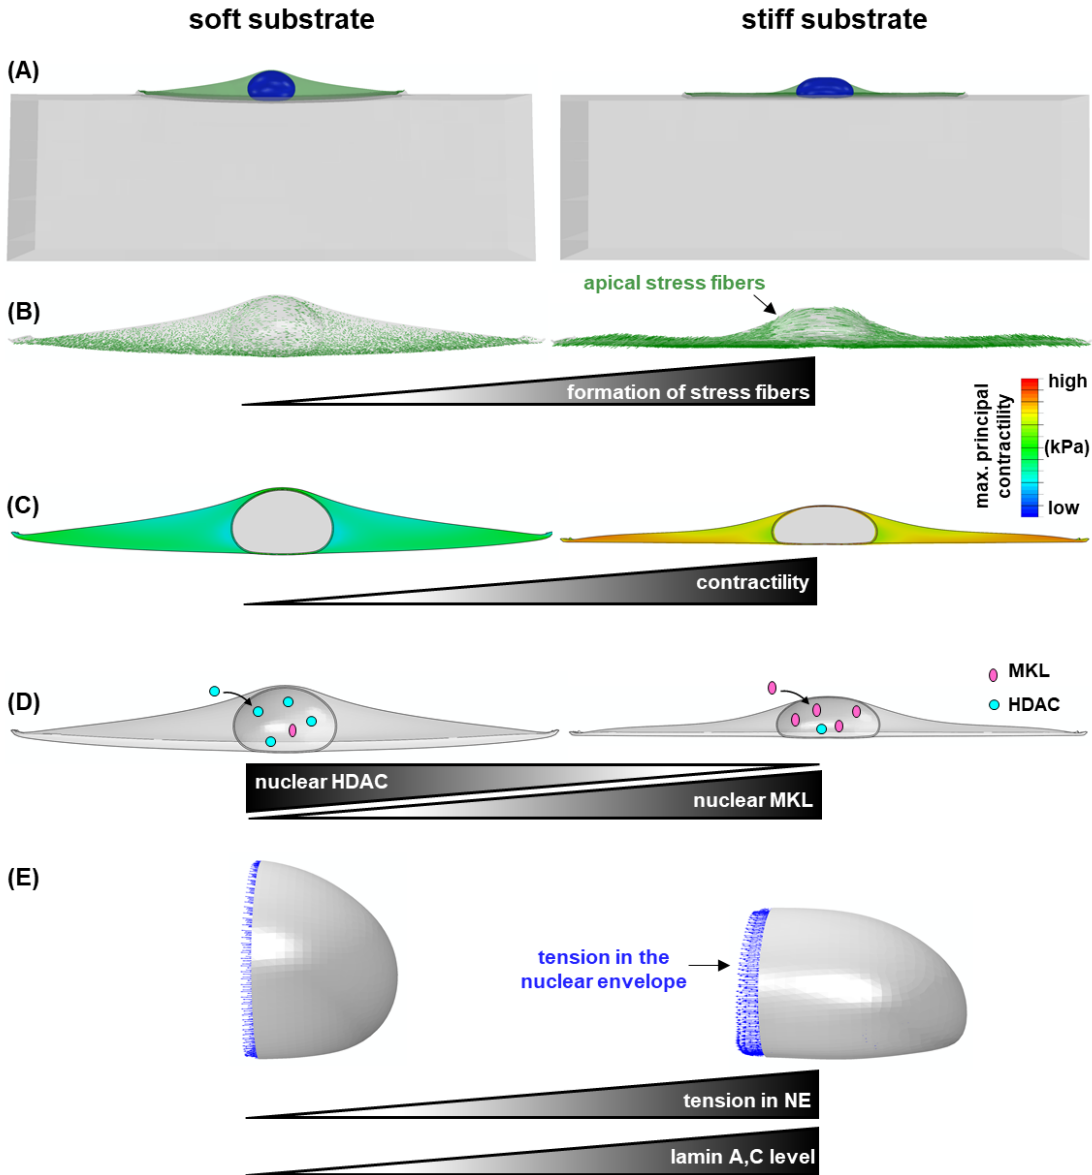 soft substrate
stiff substrate
(A)
(B)
apical stress fibers
formation of stress fibers
max. principal
contractility
high
(kPa)
low
(C)
contractility
(D)
MKL
HDAC
nuclear HDAC
nuclear MKL
(E)
tension in the
nuclear envelope
tension in NE
lamin A,C level